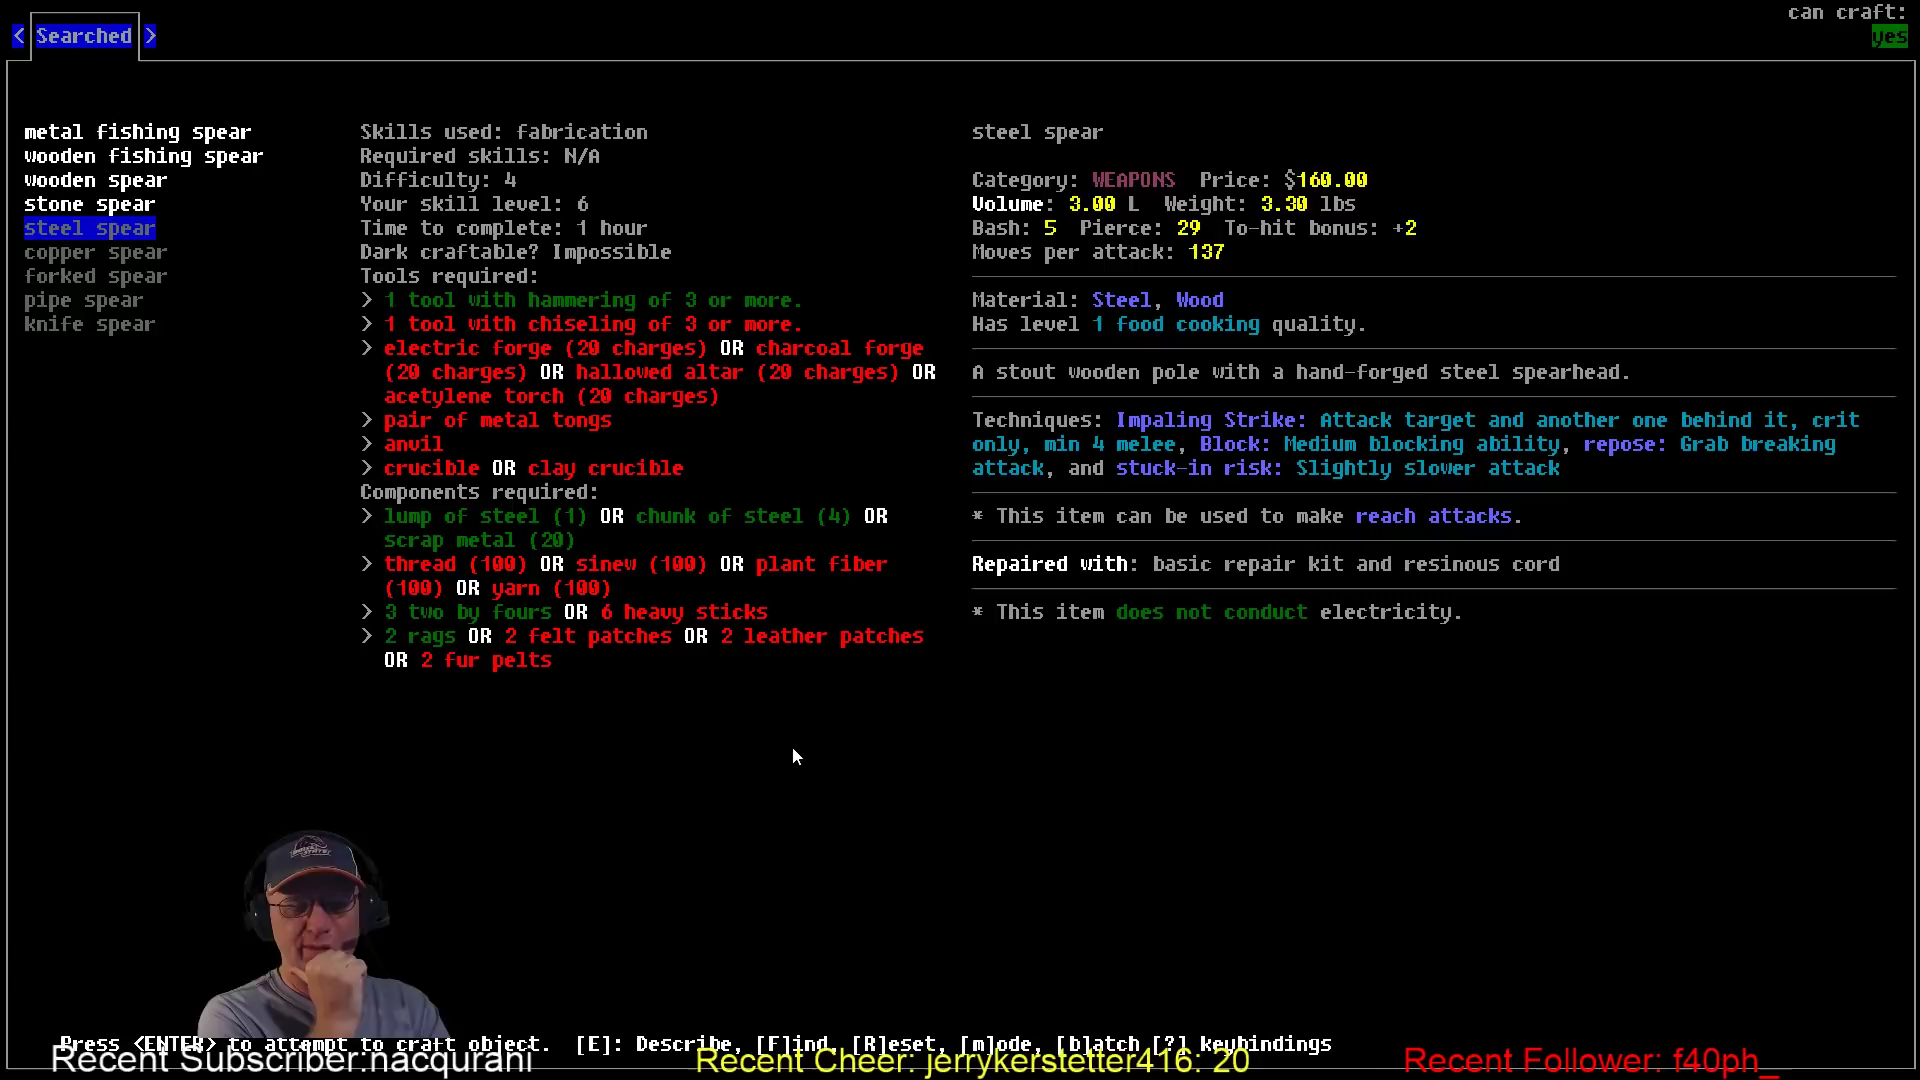 can craft:
< Searched >
yes
metal fishing spear
wooden fishing spear
wooden spear
stone spear
steel spear
copper spear
forked spear
pipe spear
knife spear
Skills used: fabrication
Required skills: N/A
Difficulty: 4
Your skill level: 6
Time to complete: 1 hour
Dark craftable? Impossible
Tools required:
> 1 tool with hammering of 3 or more.
> 1 tool with chiseling of 3 or more.
> electric forge (20 charges) OR charcoal forge
(20 charges) OR hallowed altar (20 charges) OR
acetylene torch (20 charges)
> pair of metal tongs
> anvil
> crucible OR clay crucible
Components required:
> lump of steel (1) OR chunk of steel (4) OR
scrap metal (20)
> thread (100) OR sinew (100) OR plant fiber
(100) OR yarn (100)
> 3 two by fours OR 6 heavy sticks
> 2 rags OR 2 felt patches OR 2 leather patches
OR 2 fur pelts
steel spear
Category: WEAPONS Price: $160.00
Volume: 3.00 L Weight: 3.30 lbs
Bash: 5 Pierce: 29 To-hit bonus: +2
Moves per attack: 137
Material: Steel, Wood
Has level 1 food cooking quality.
A stout wooden pole with a hand-forged steel spearhead.
Techniques: Impaling Strike: Attack target and another one behind it, crit
only, min 4 melee, Block: Medium blocking ability, repose: Grab breaking
attack, and stuck-in risk: Slightly slower attack
* This item can be used to make reach attacks.
Repaired with: basic repair kit and resinous cord
* This item does not conduct electricity.
Press <ENTER> to attempt to craft object. [E]: Describe, [F]ind, [R]eset, [m]ode, [b]atch [?] keybindings
Recent Subscriber:nacqurani
Recent Cheer: jerrykerstetter416: 20
Recent Follower: f40ph_